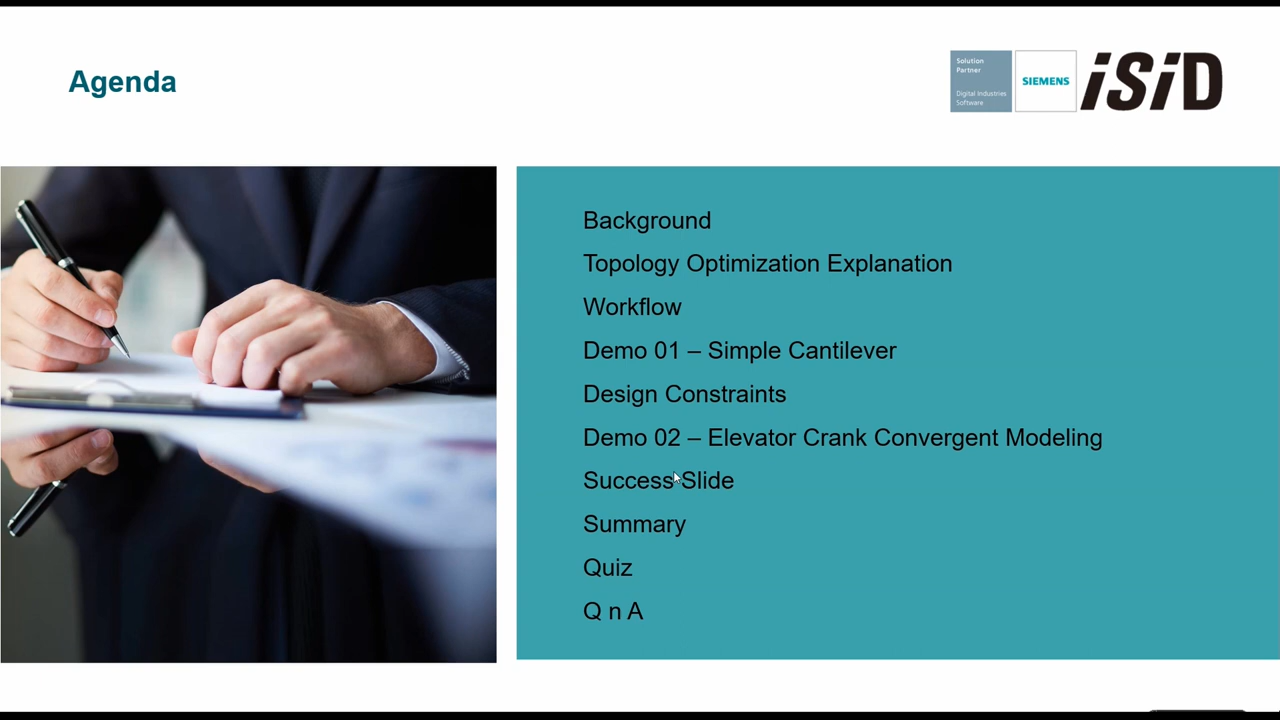 Agenda
Solution
Partner
Digital Industries
Software
SIEMENS
iSiD
Background
Topology Optimization Explanation
Workflow
Demo 01 – Simple Cantilever
Design Constraints
Demo 02 – Elevator Crank Convergent Modeling
Success Slide
Summary
Quiz
Q n A